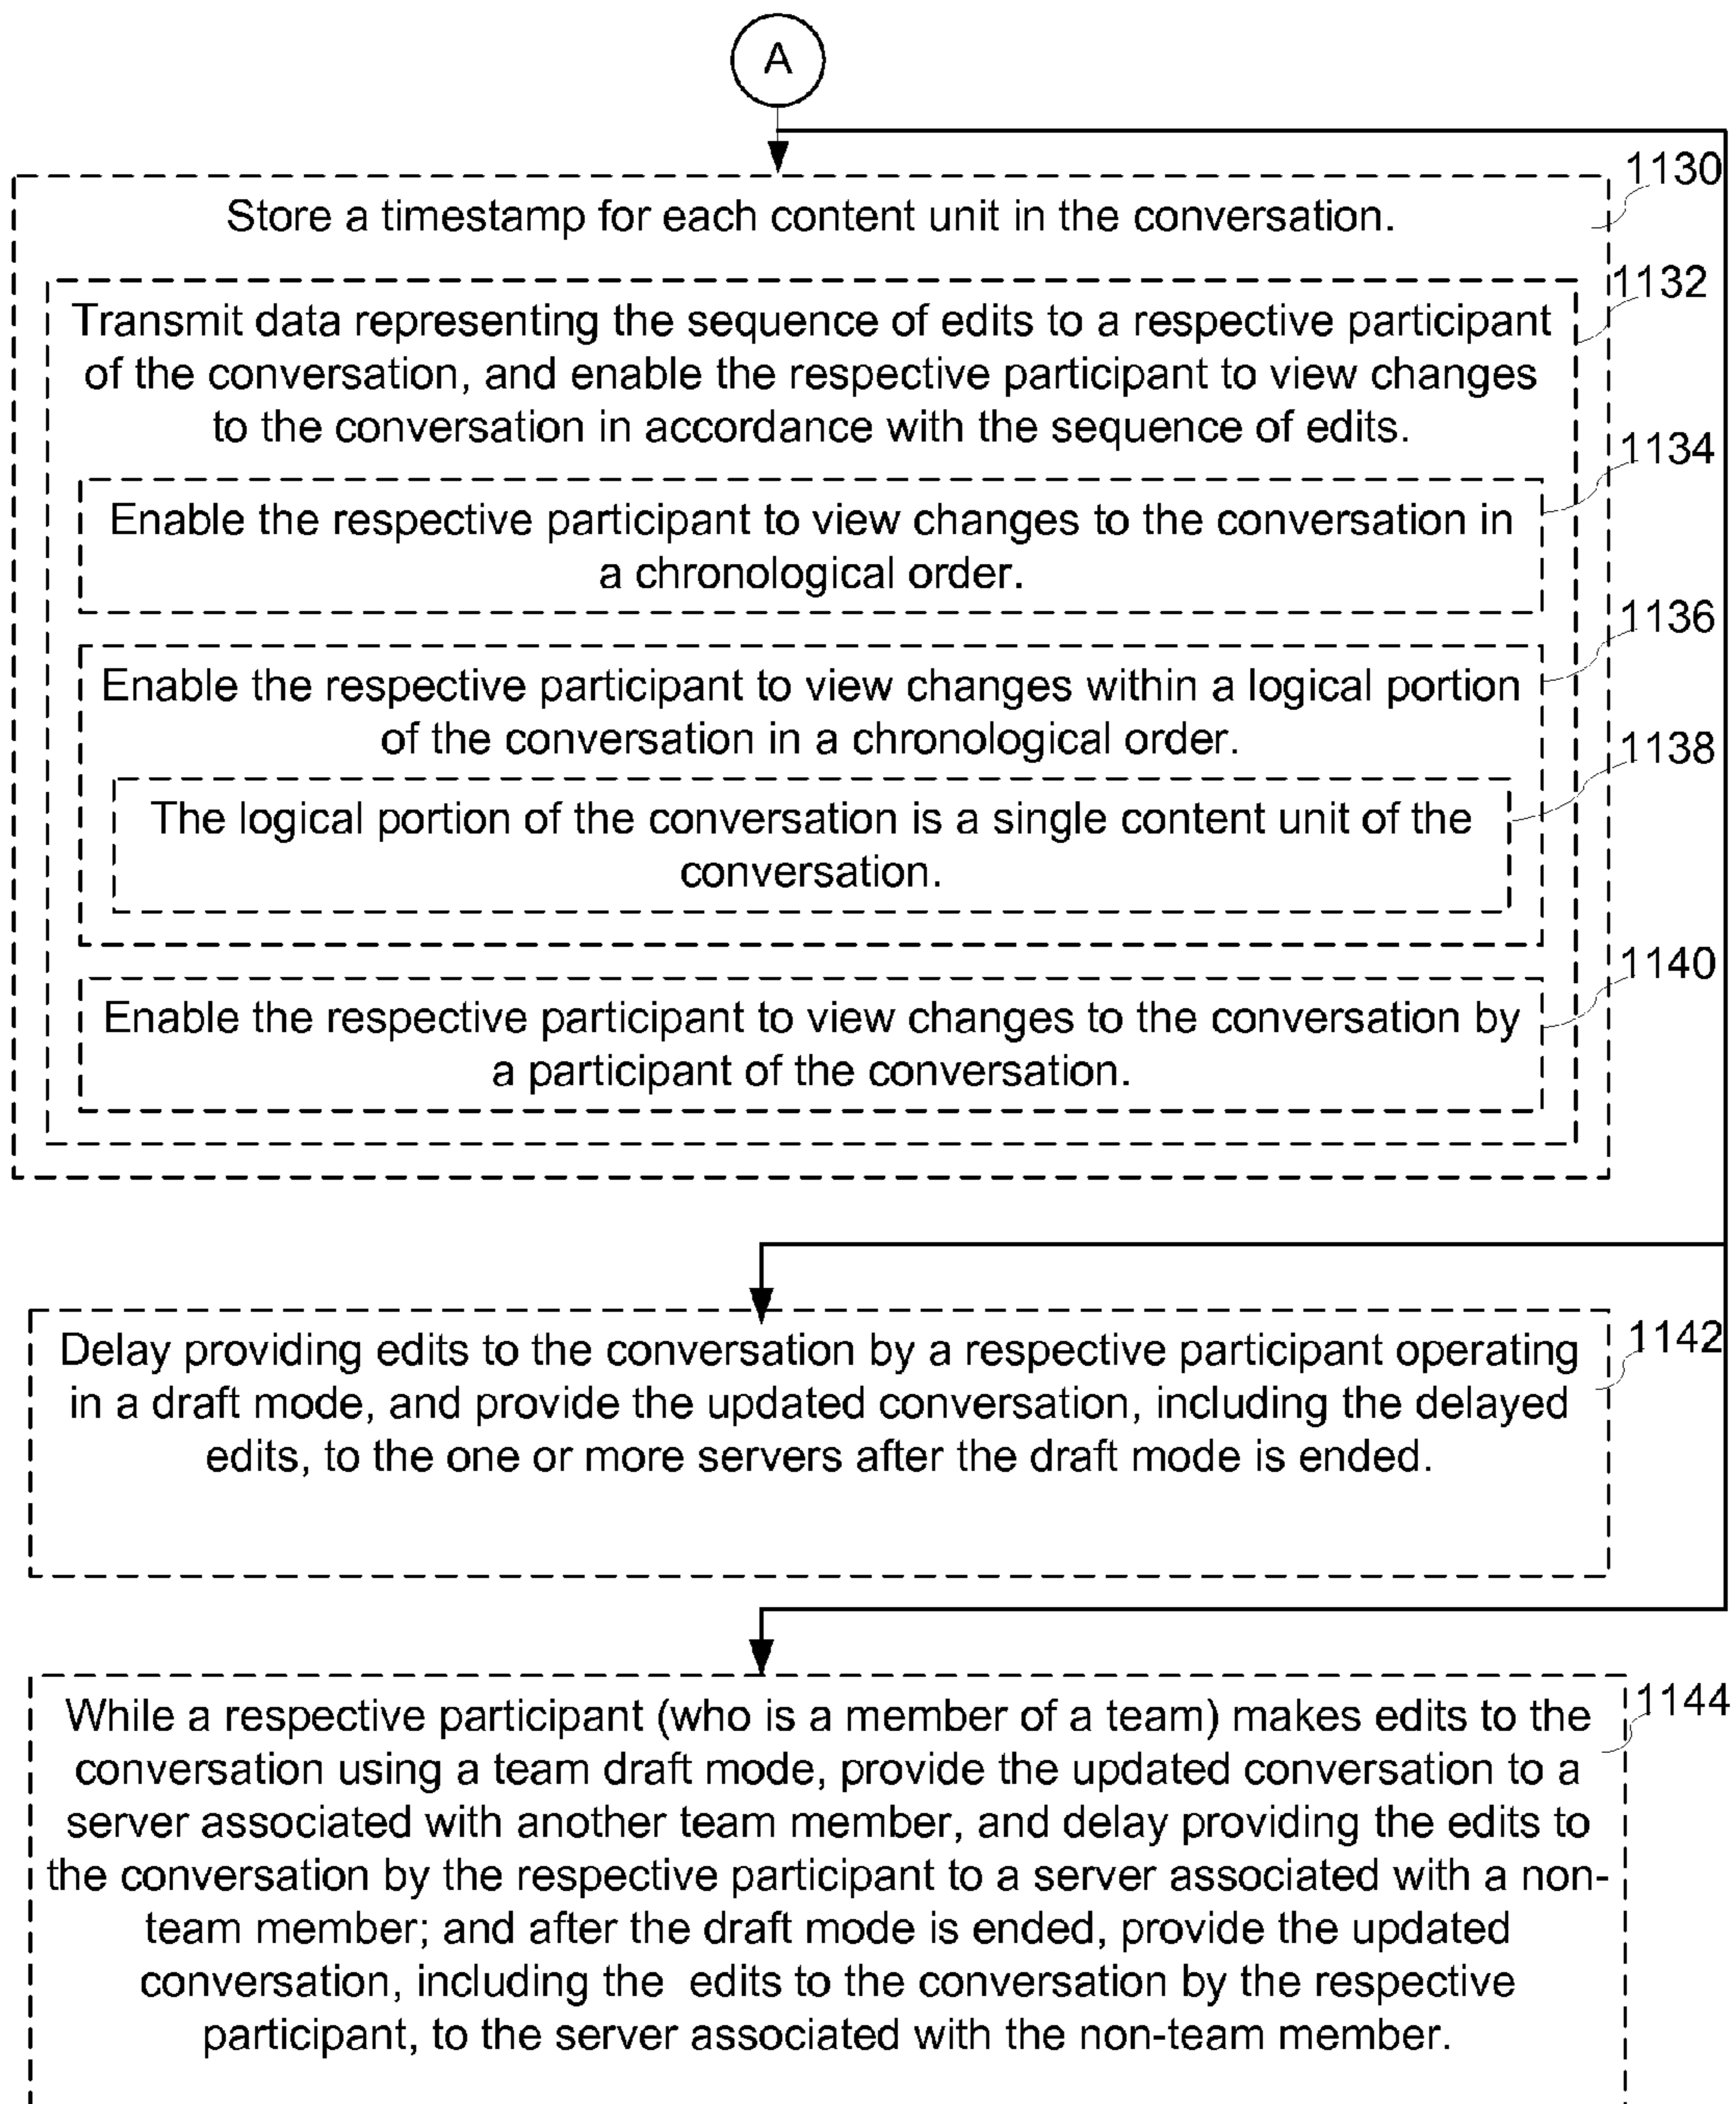 A
1130
Store a timestamp for each content unit in the conversation.
1132
Transmit data representing the sequence of edits to a respective participant
of the conversation, and enable the respective participant to view changes
to the conversation in accordance with the sequence of edits.
1134
Enable the respective participant to view changes to the conversation in
a chronological order.
1136
Enable the respective participant to view changes within a logical portion
of the conversation in a chronological order.
1138
The logical portion of the conversation is a single content unit of the
conversation.
1140
Enable the respective participant to view changes to the conversation by
a participant of the conversation.
1142
Delay providing edits to the conversation by a respective participant operating
in a draft mode, and provide the updated conversation, including the delayed
edits, to the one or more servers after the draft mode is ended.
1144
While a respective participant (who is a member of a team) makes edits to the
conversation using a team draft mode, provide the updated conversation to a
server associated with another team member, and delay providing the edits to
the conversation by the respective participant to a server associated with a non-
team member; and after the draft mode is ended, provide the updated
conversation, including the  edits to the conversation by the respective
participant, to the server associated with the non-team member.